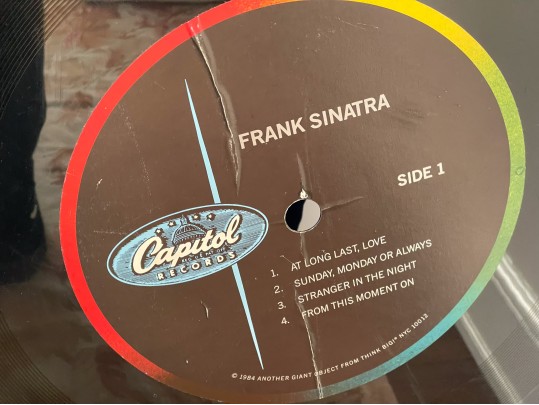 FRANK SINATRA
SIDE 1
Capitol
RECORDS
1. AT LONG LAST, LOVE
2. SUNDAY, MONDAY OR ALWAYS
3. STRANGER IN THE NIGHT
4. FROM THIS MOMENT ON
© 1984 ANOTHER GIANT OBJECT FROM THINK BIG!® NYC 10012